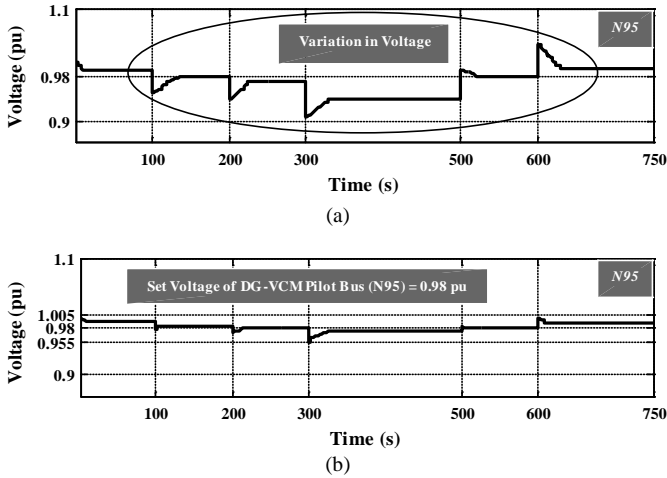 1.1
N95
Variation in Voltage
0.98
0.9
Voltage (pu)
100 200 300 500 600 750
Time (s)
(a)
1.1
N95
Set Voltage of DG-VCM Pilot Bus (N95) = 0.98 pu
1.005
0.98
0.955
0.9
Voltage (pu)
100 200 300 500 600 750
Time (s)
(b)